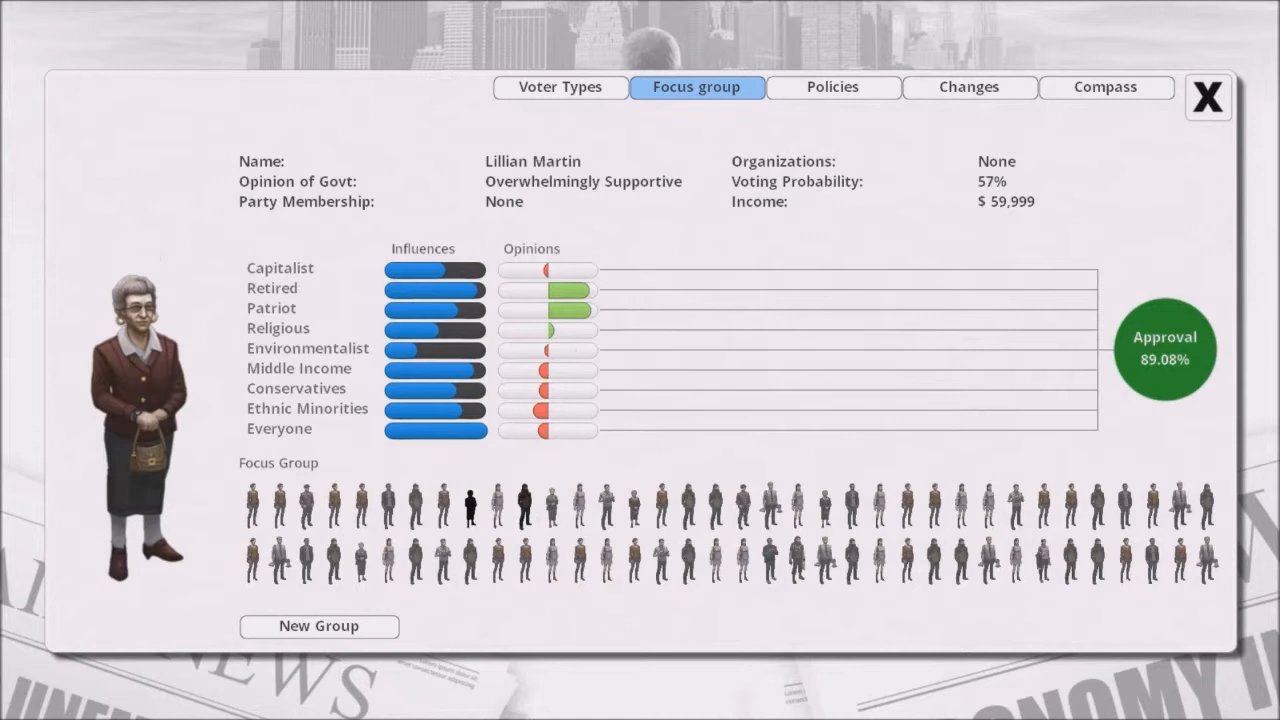 Voter Types Focus group Policies Changes Compass X
Name: Lillian Martin Organizations: None
Opinion of Govt: Overwhelmingly Supportive Voting Probability: 57%
Party Membership: None Income: $ 59,999
Influences Opinions
Capitalist
Retired
Patriot
Religious
Environmentalist
Middle Income
Conservatives
Ethnic Minorities
Everyone
Approval
89.08%
Focus Group
New Group
NEWS
ONOMY I